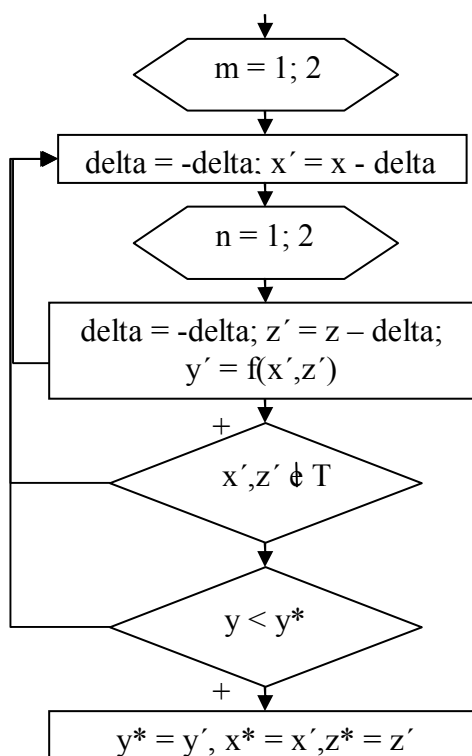 m = 1; 2
delta = -delta; x´ = x - delta
n = 1; 2
delta = -delta; z´ = z – delta;
y´ = f(x´,z´)
+
x´,z´ ∉ T
y < y*
+
y* = y´, x* = x´,z* = z´